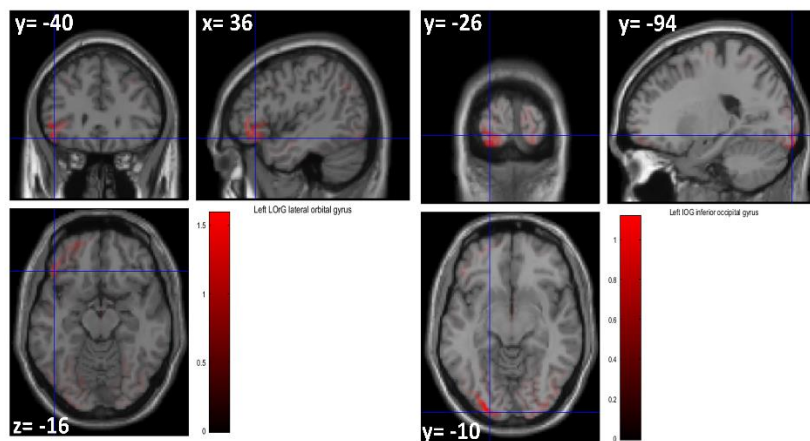 y= -40
x= 36
y= -26
y= -94
Left LOrG lateral orbital gyrus
Left IOG inferior occipital gyrus
1.5
1
0.5
0
1
0.8
0.6
0.4
0.2
0
z= -16
y= -10